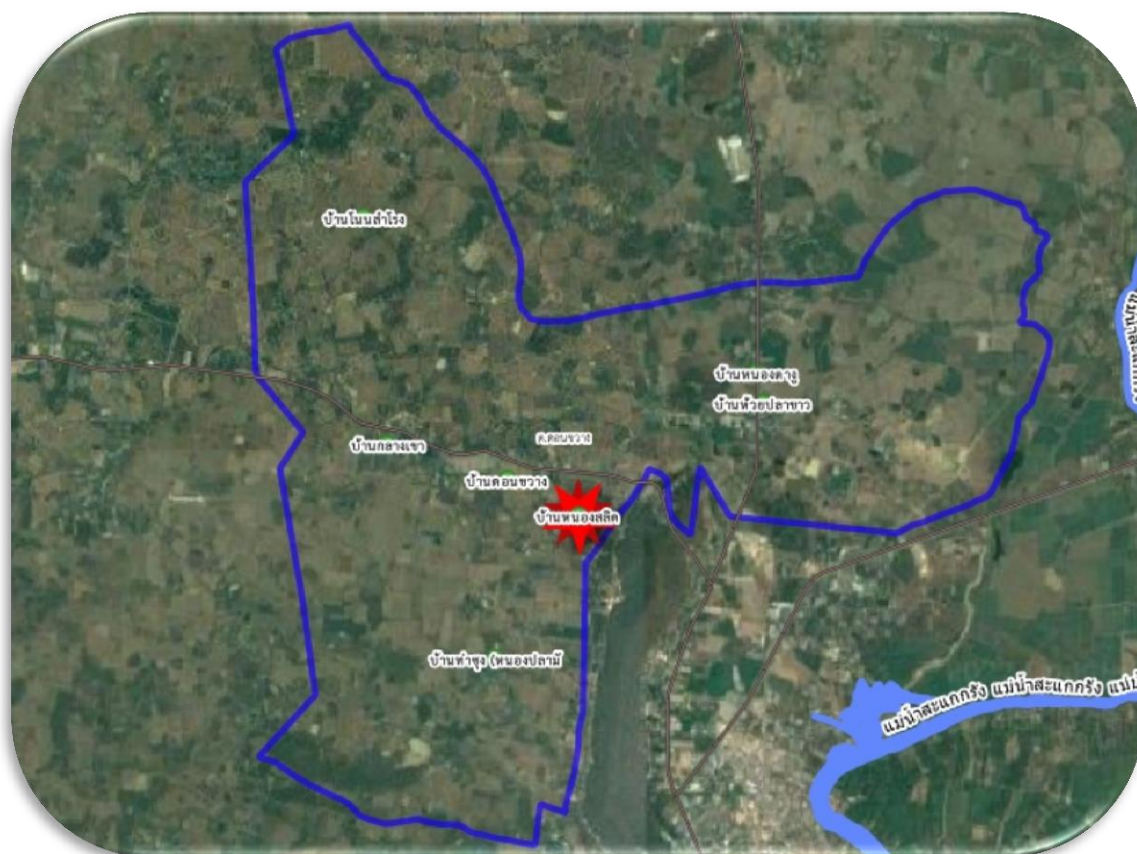 บ้านโนนสำโรง
บ้านหนองตางู
บ้านห้วยปลาขาว
ต.ดอนขวาง
บ้านกลางเขา
บ้านดอนขวาง
บ้านหนองสลิด
บ้านท่าซุง (หนองปลามั
แม่น้ำสะแกกรัง แม่น้ำสะแกกรัง